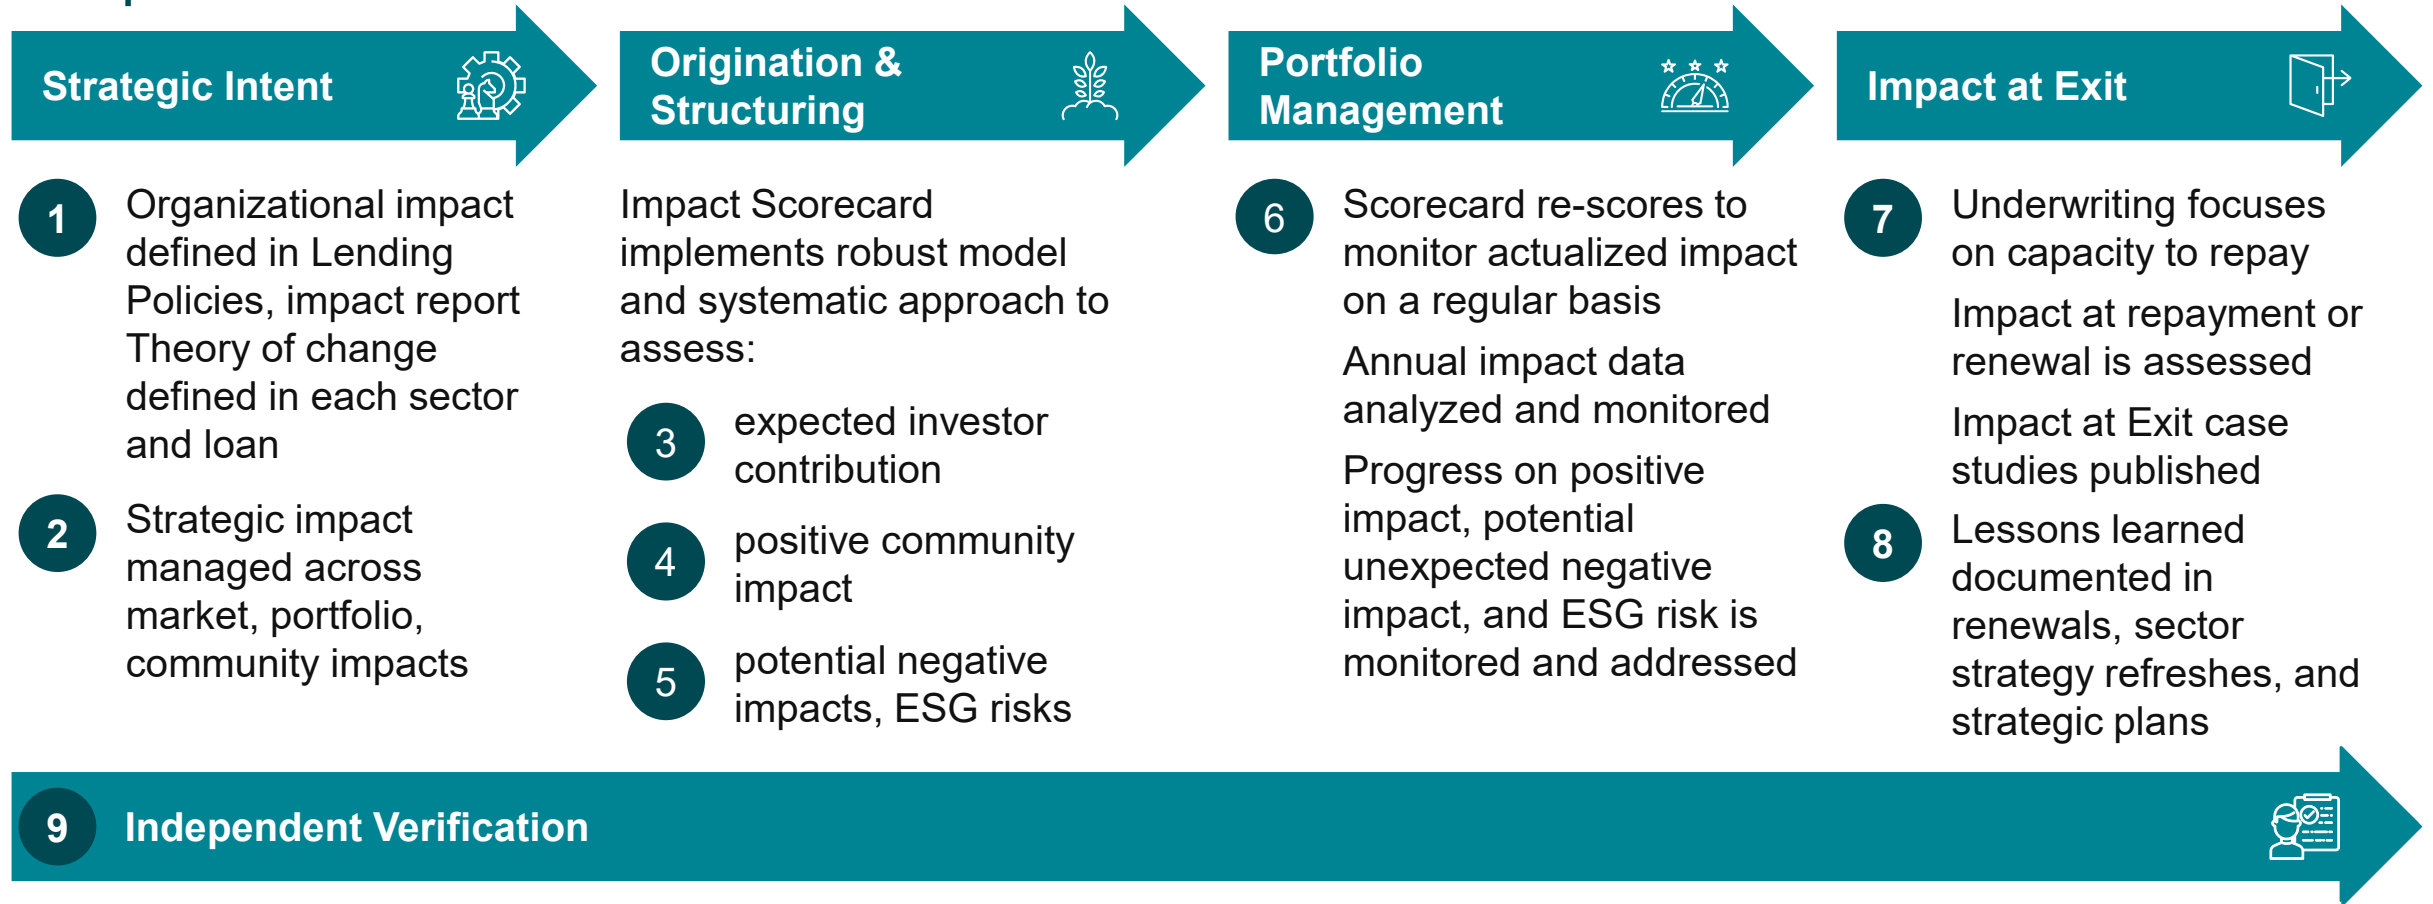 Strategic Intent
1
Organizational impact
defined in Lending
Policies, impact report
Theory of change
defined in each sector
and loan
2
Strategic impact
managed across
market, portfolio,
community impacts
Origination &
Structuring
Impact Scorecard
implements robust model
and systematic approach to
assess:
3
expected investor
contribution
4
positive community
impact
5
potential negative
impacts, ESG risks
Portfolio
Management
6
Scorecard re-scores to
monitor actualized impact
on a regular basis
Annual impact data
analyzed and monitored
Progress on positive
impact, potential
unexpected negative
impact, and ESG risk is
monitored and addressed
Impact at Exit
7
Underwriting focuses
on capacity to repay
Impact at repayment or
renewal is assessed
Impact at Exit case
studies published
8
Lessons learned
documented in
renewals, sector
strategy refreshes, and
strategic plans
9
Independent Verification